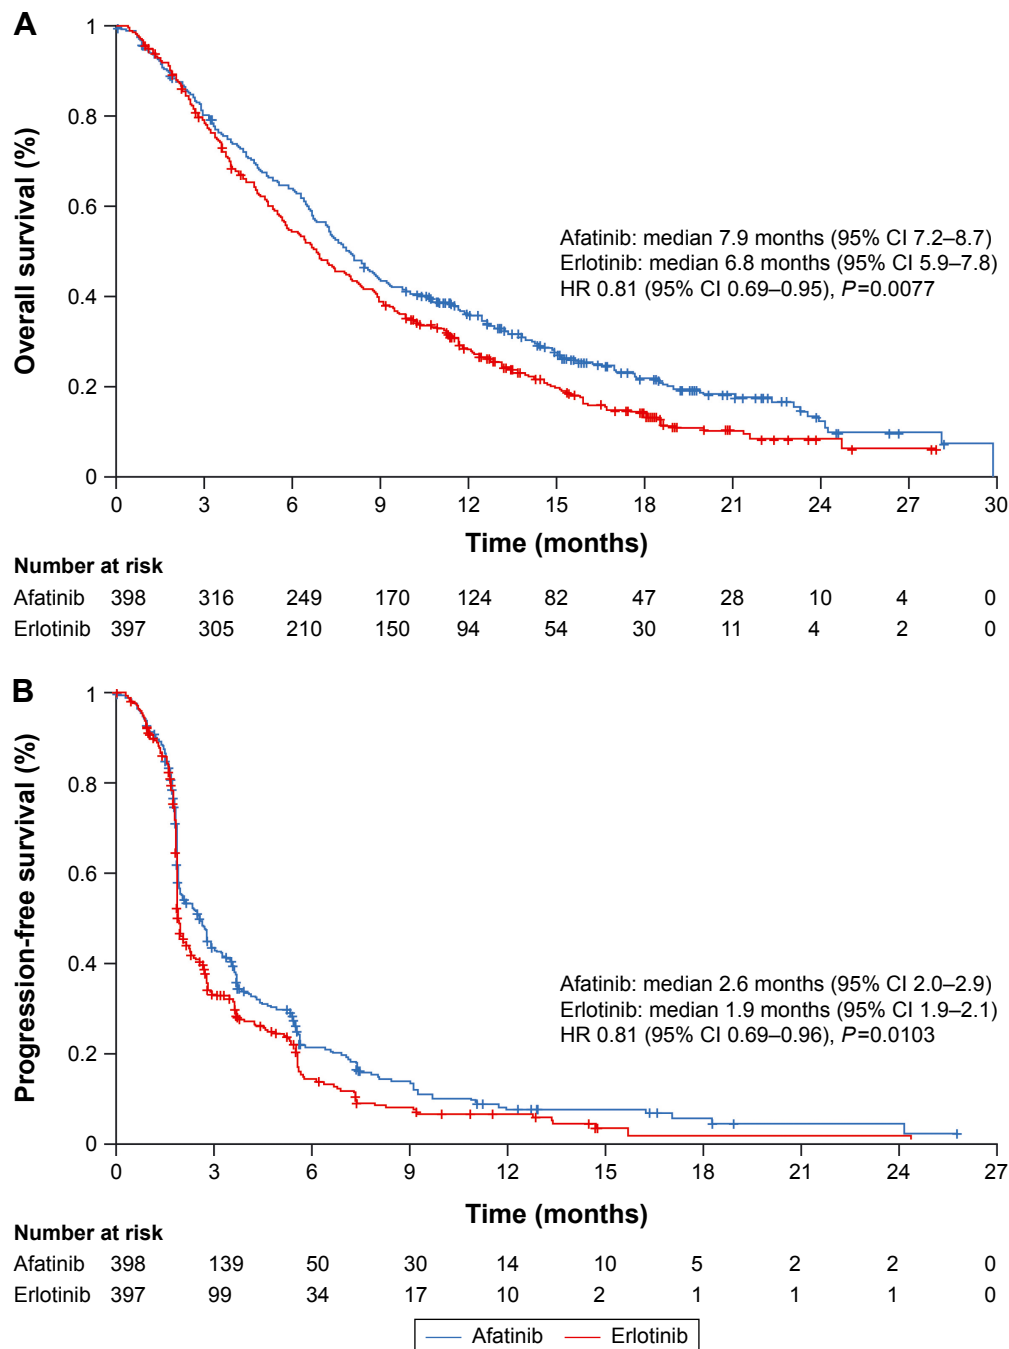 A
Overall survival (%)
1
0.8
0.6
0.4
0.2
0
Afatinib: median 7.9 months (95% CI 7.2–8.7)
Erlotinib: median 6.8 months (95% CI 5.9–7.8)
HR 0.81 (95% CI 0.69–0.95), P=0.0077
0 3 6 9 12 15 18 21 24 27 30
Time (months)
Number at risk
Afatinib 398 316 249 170 124 82 47 28 10 4 0
Erlotinib 397 305 210 150 94 54 30 11 4 2 0
B
Progression-free survival (%)
1
0.8
0.6
0.4
0.2
0
Afatinib: median 2.6 months (95% CI 2.0–2.9)
Erlotinib: median 1.9 months (95% CI 1.9–2.1)
HR 0.81 (95% CI 0.69–0.96), P=0.0103
0 3 6 9 12 15 18 21 24 27
Time (months)
Number at risk
Afatinib 398 139 50 30 14 10 5 2 2 0
Erlotinib 397 99 34 17 10 2 1 1 1 0
Afatinib Erlotinib